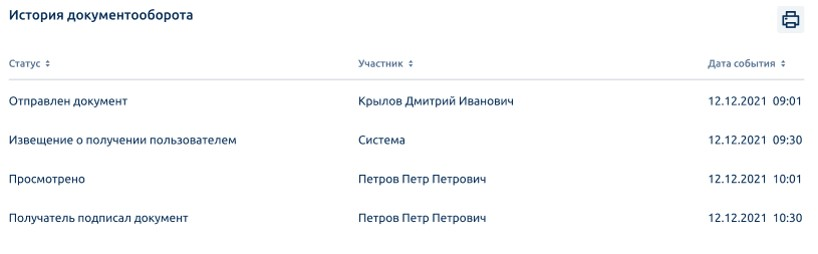 История документооборота
Статус Участник Дата события
Отправлен документ Крылов Дмитрий Иванович 12.12.2021 09:01
Извещение о получении пользователем Система 12.12.2021 09:30
Просмотрено Петров Петр Петрович 12.12.2021 10:01
Получатель подписал документ Петров Петр Петрович 12.12.2021 10:30